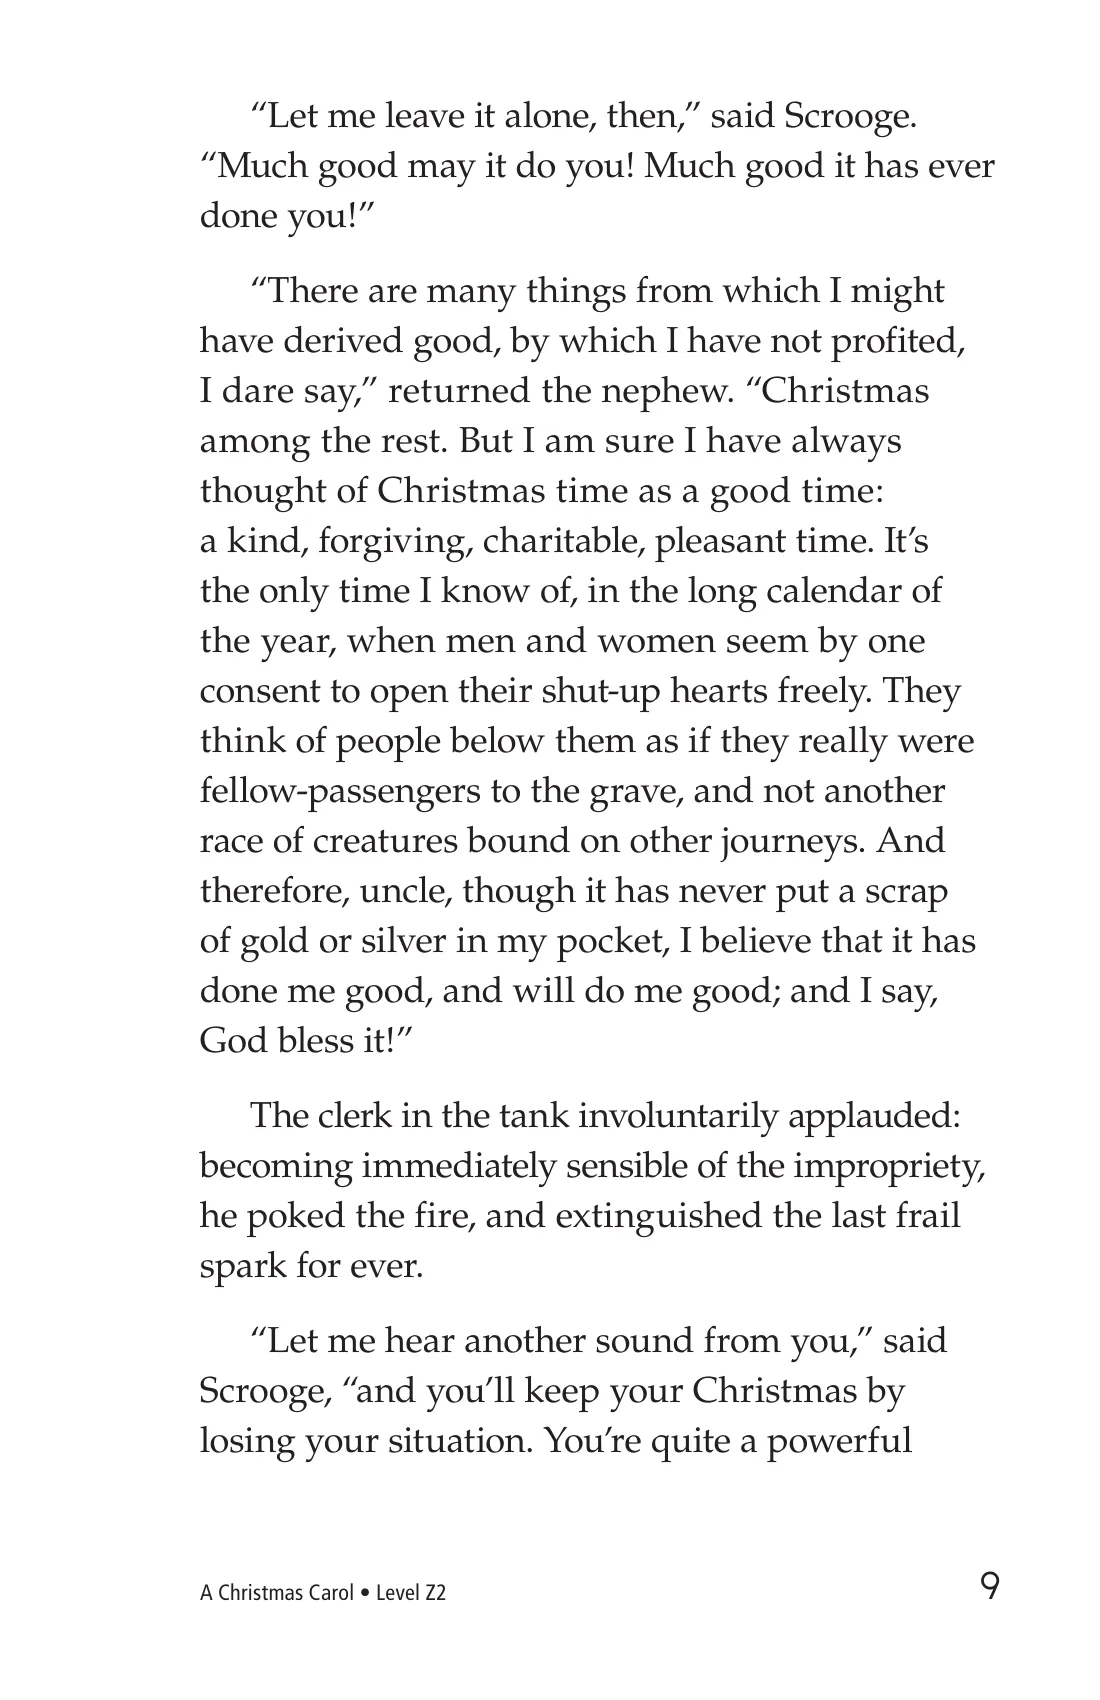 “Let me leave it alone, then,” said Scrooge.
“Much good may it do you! Much good it has ever
done you!”
“There are many things from which I might
have derived good, by which I have not profited,
I dare say,” returned the nephew. “Christmas
among the rest. But I am sure I have always
thought of Christmas time as a good time:
a kind, forgiving, charitable, pleasant time. It’s
the only time I know of, in the long calendar of
the year, when men and women seem by one
consent to open their shut-up hearts freely. They
think of people below them as if they really were
fellow-passengers to the grave, and not another
race of creatures bound on other journeys. And
therefore, uncle, though it has never put a scrap
of gold or silver in my pocket, I believe that it has
done me good, and will do me good; and I say,
God bless it!”
The clerk in the tank involuntarily applauded:
becoming immediately sensible of the impropriety,
he poked the fire, and extinguished the last frail
spark for ever.
“Let me hear another sound from you,” said
Scrooge, “and you’ll keep your Christmas by
losing your situation. You’re quite a powerful
A Christmas Carol • Level Z2
9